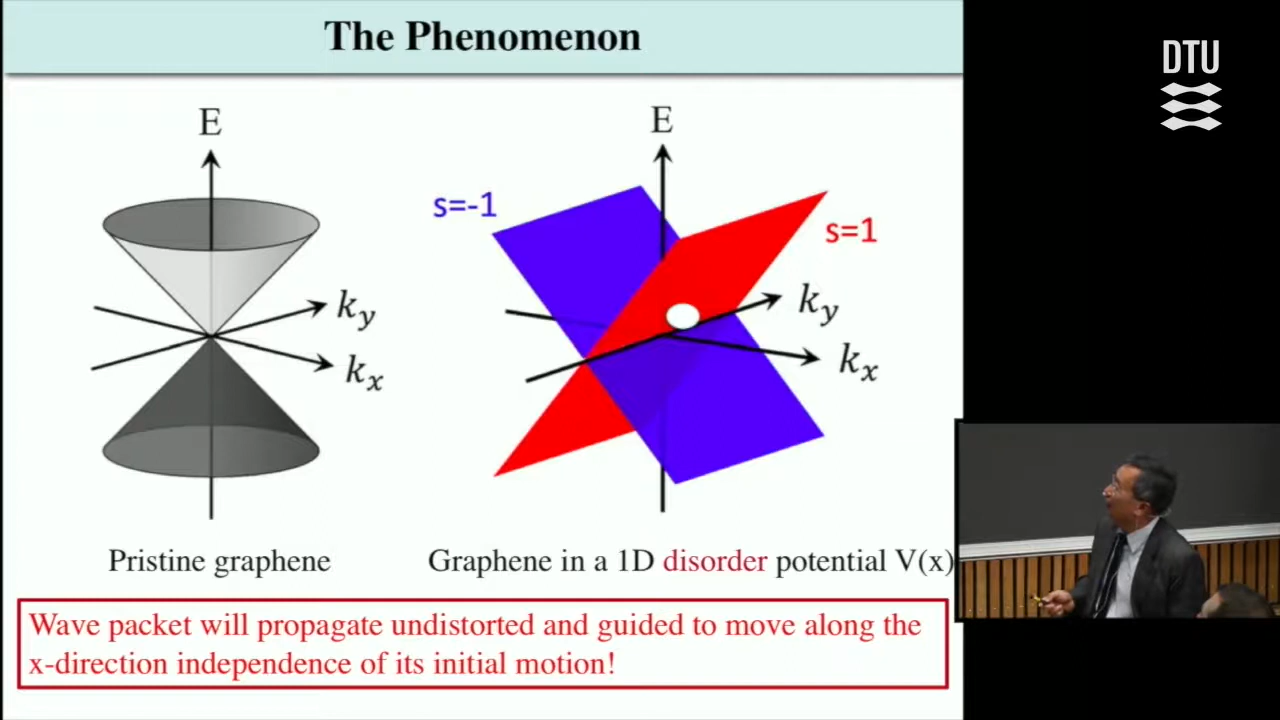 The Phenomenon
DTU
E
E
s=-1
s=1
k_y
k_x
k_y
k_x
Pristine graphene
Graphene in a 1D disorder potential V(x)
Wave packet will propagate undistorted and guided to move along the
x-direction independence of its initial motion!